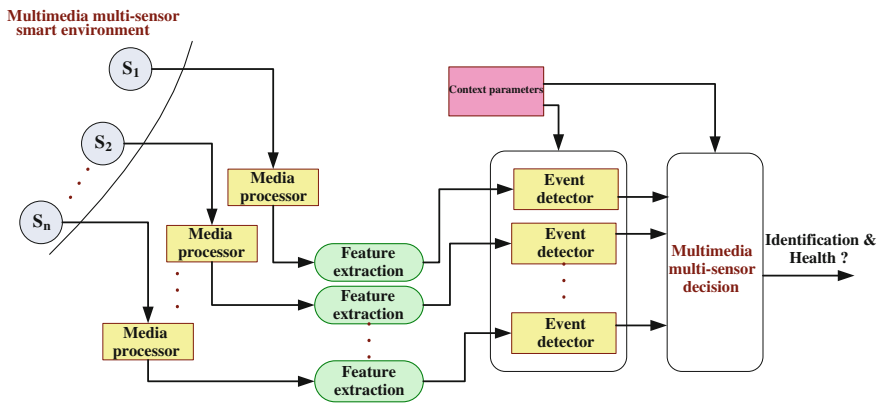 Multimedia multi-sensor
smart environment
S1
S2
Sn
Media
processor
Media
processor
Media
processor
Feature
extraction
Feature
extraction
Feature
extraction
Context parameters
Event
detector
Event
detector
Event
detector
Multimedia
multi-sensor
decision
Identification &
Health ?